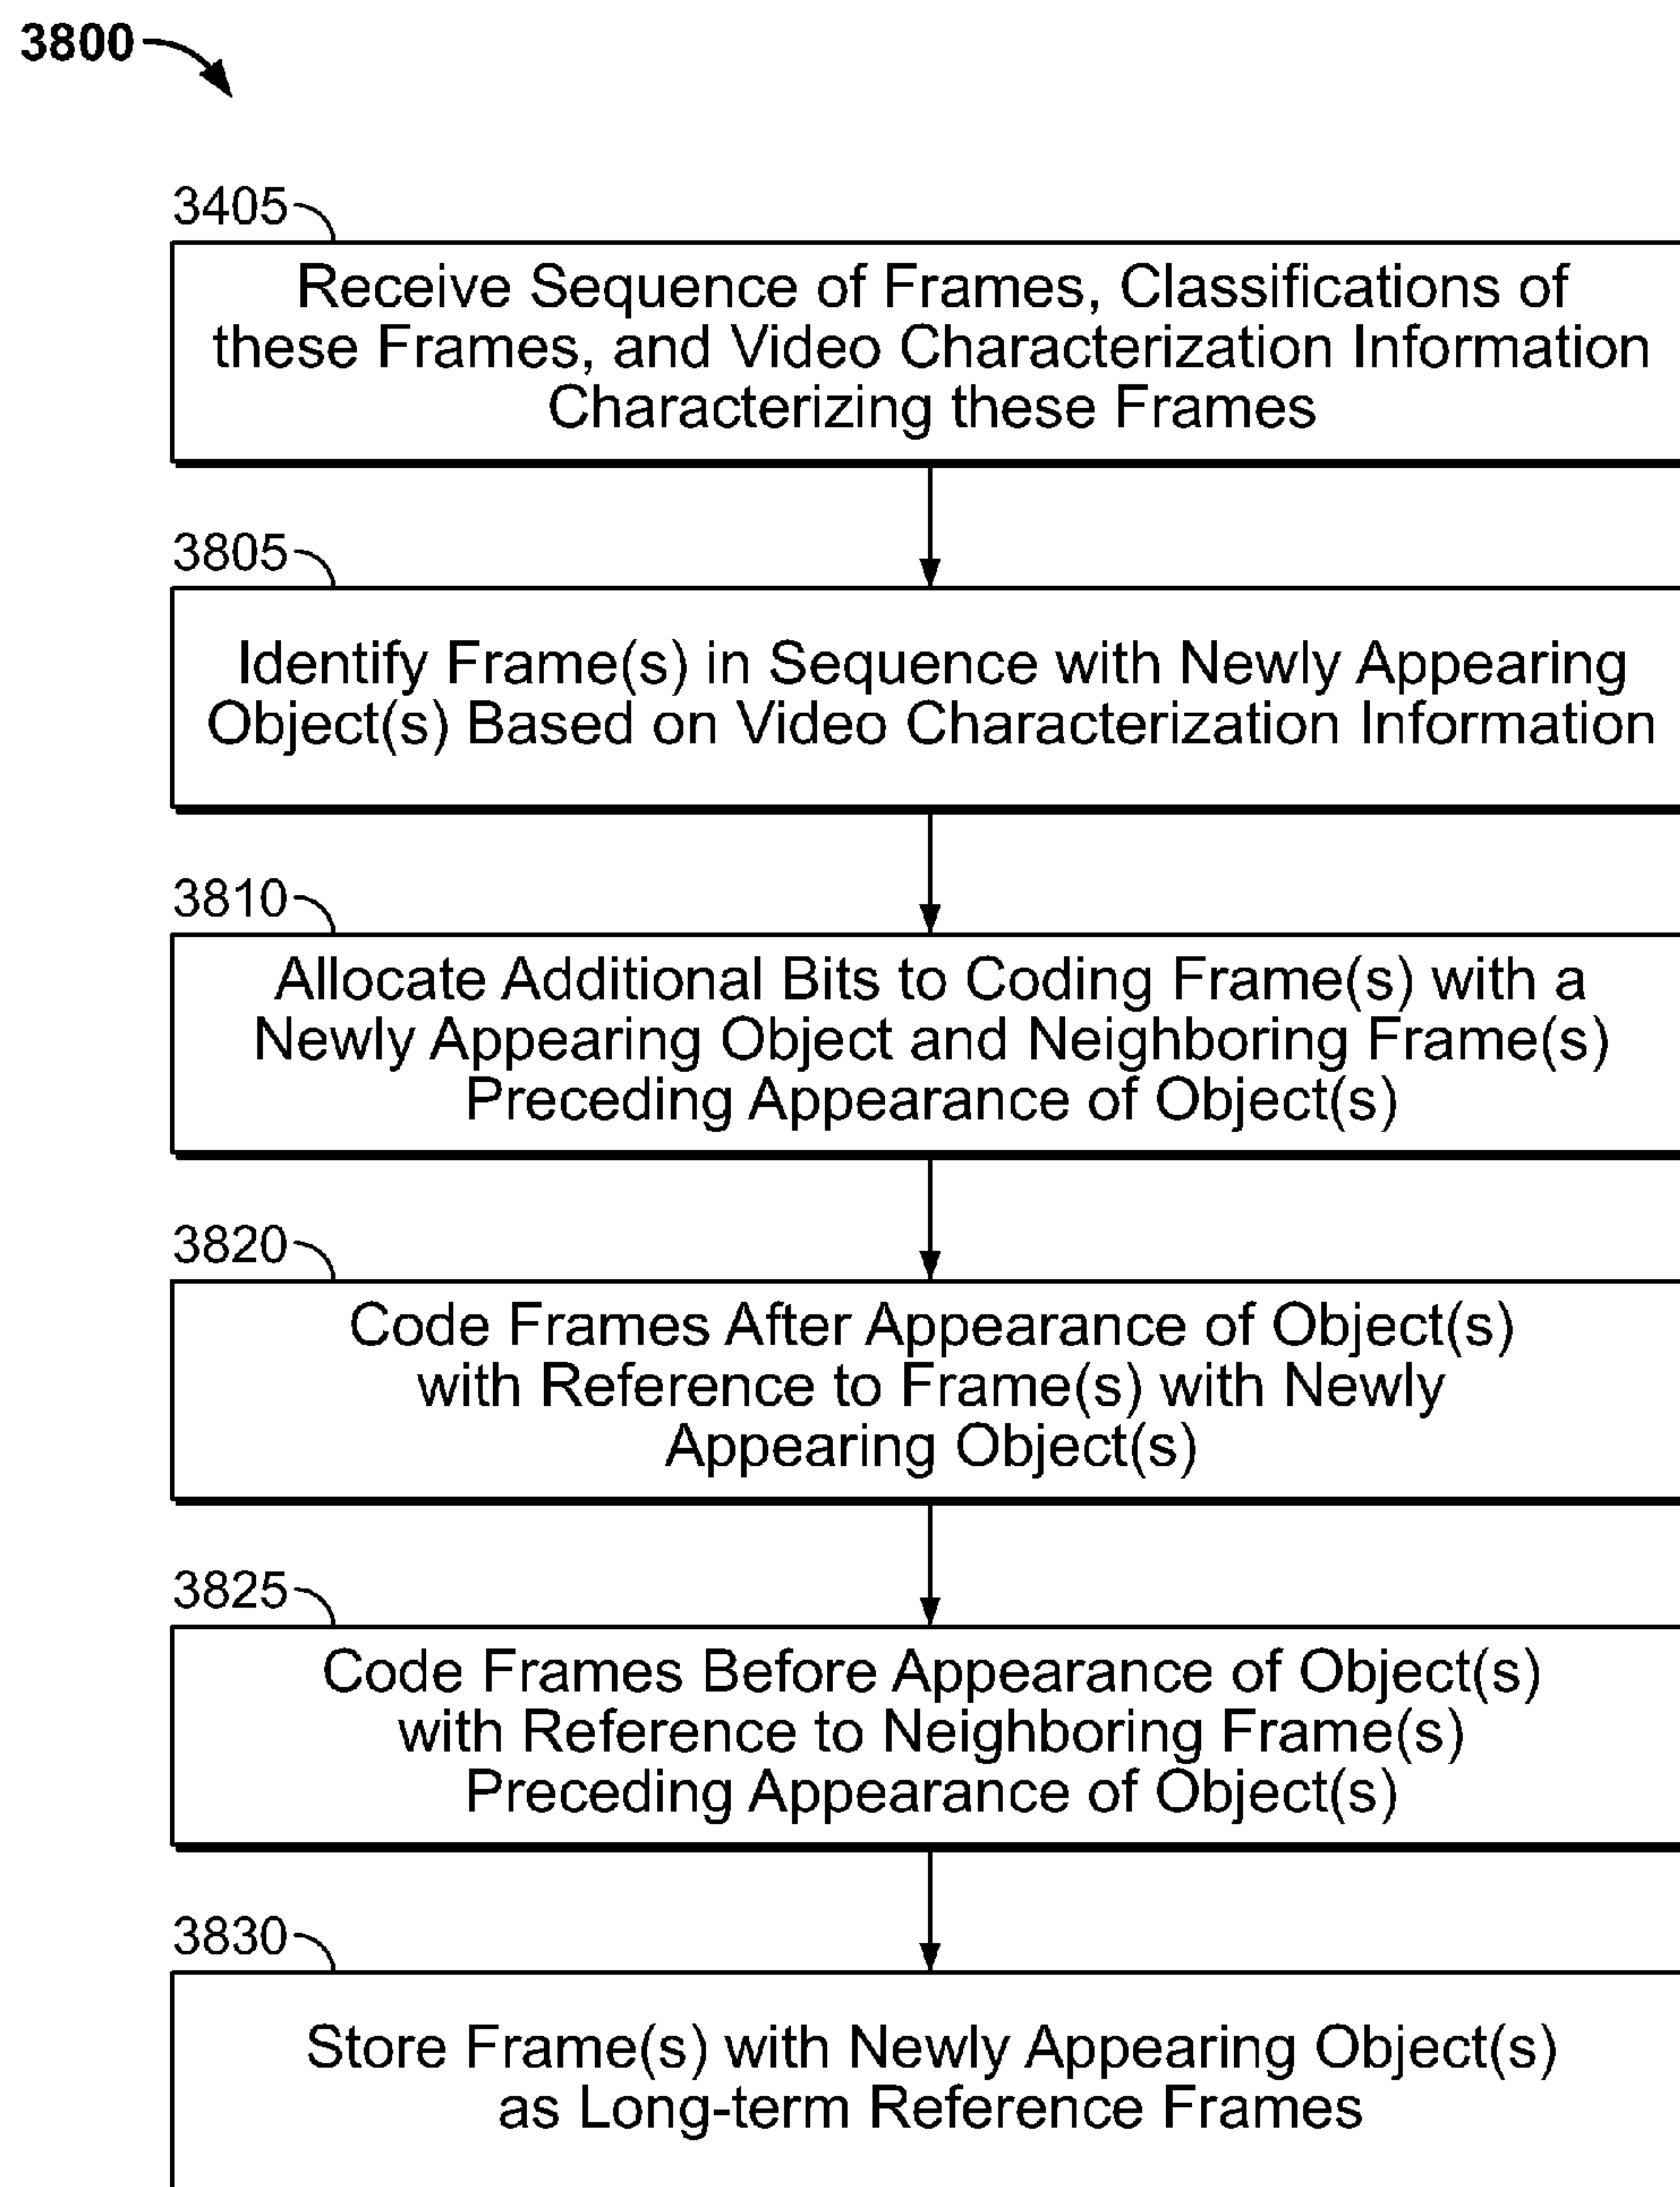 3800
3405
Receive Sequence of Frames, Classifications of
these Frames, and Video Characterization Information
Characterizing these Frames
3805
Identify Frame(s) in Sequence with Newly Appearing
Object(s) Based on Video Characterization Information
3810
Allocate Additional Bits to Coding Frame(s) with a
Newly Appearing Object and Neighboring Frame(s)
Preceding Appearance of Object(s)
3820
Code Frames After Appearance of Object(s)
with Reference to Frame(s) with Newly
Appearing Object(s)
3825
Code Frames Before Appearance of Object(s)
with Reference to Neighboring Frame(s)
Preceding Appearance of Object(s)
3830
Store Frame(s) with Newly Appearing Object(s)
as Long-term Reference Frames